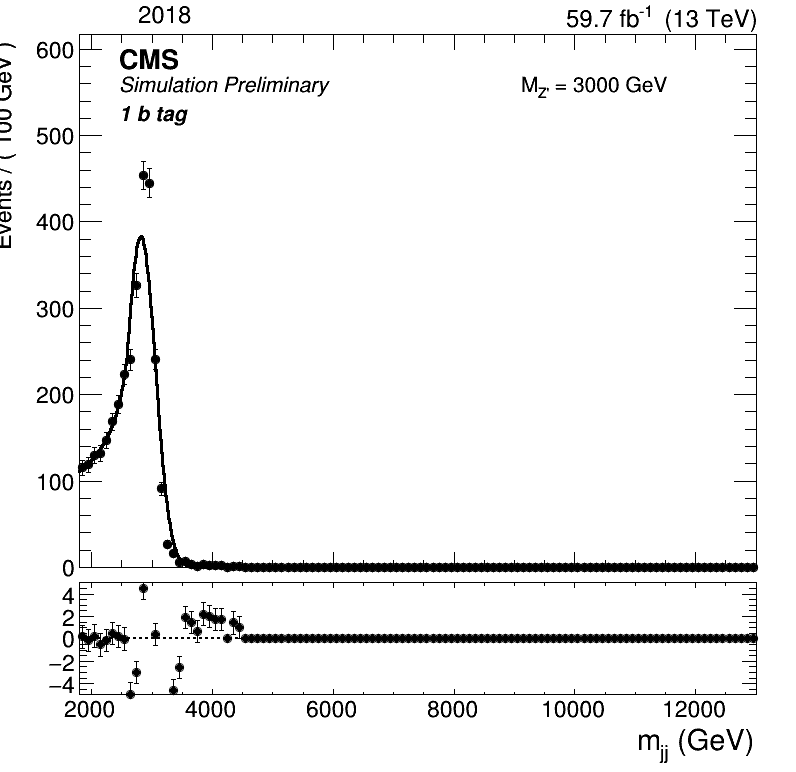 2018
59.7 fb-1 (13 TeV)
CMS
Simulation Preliminary
1 b tag
MZ' = 3000 GeV
Events / ( 100 GeV )
600
500
400
300
200
100
0
4
2
0
−2
−4
2000 4000 6000 8000 10000 12000
mjj (GeV)